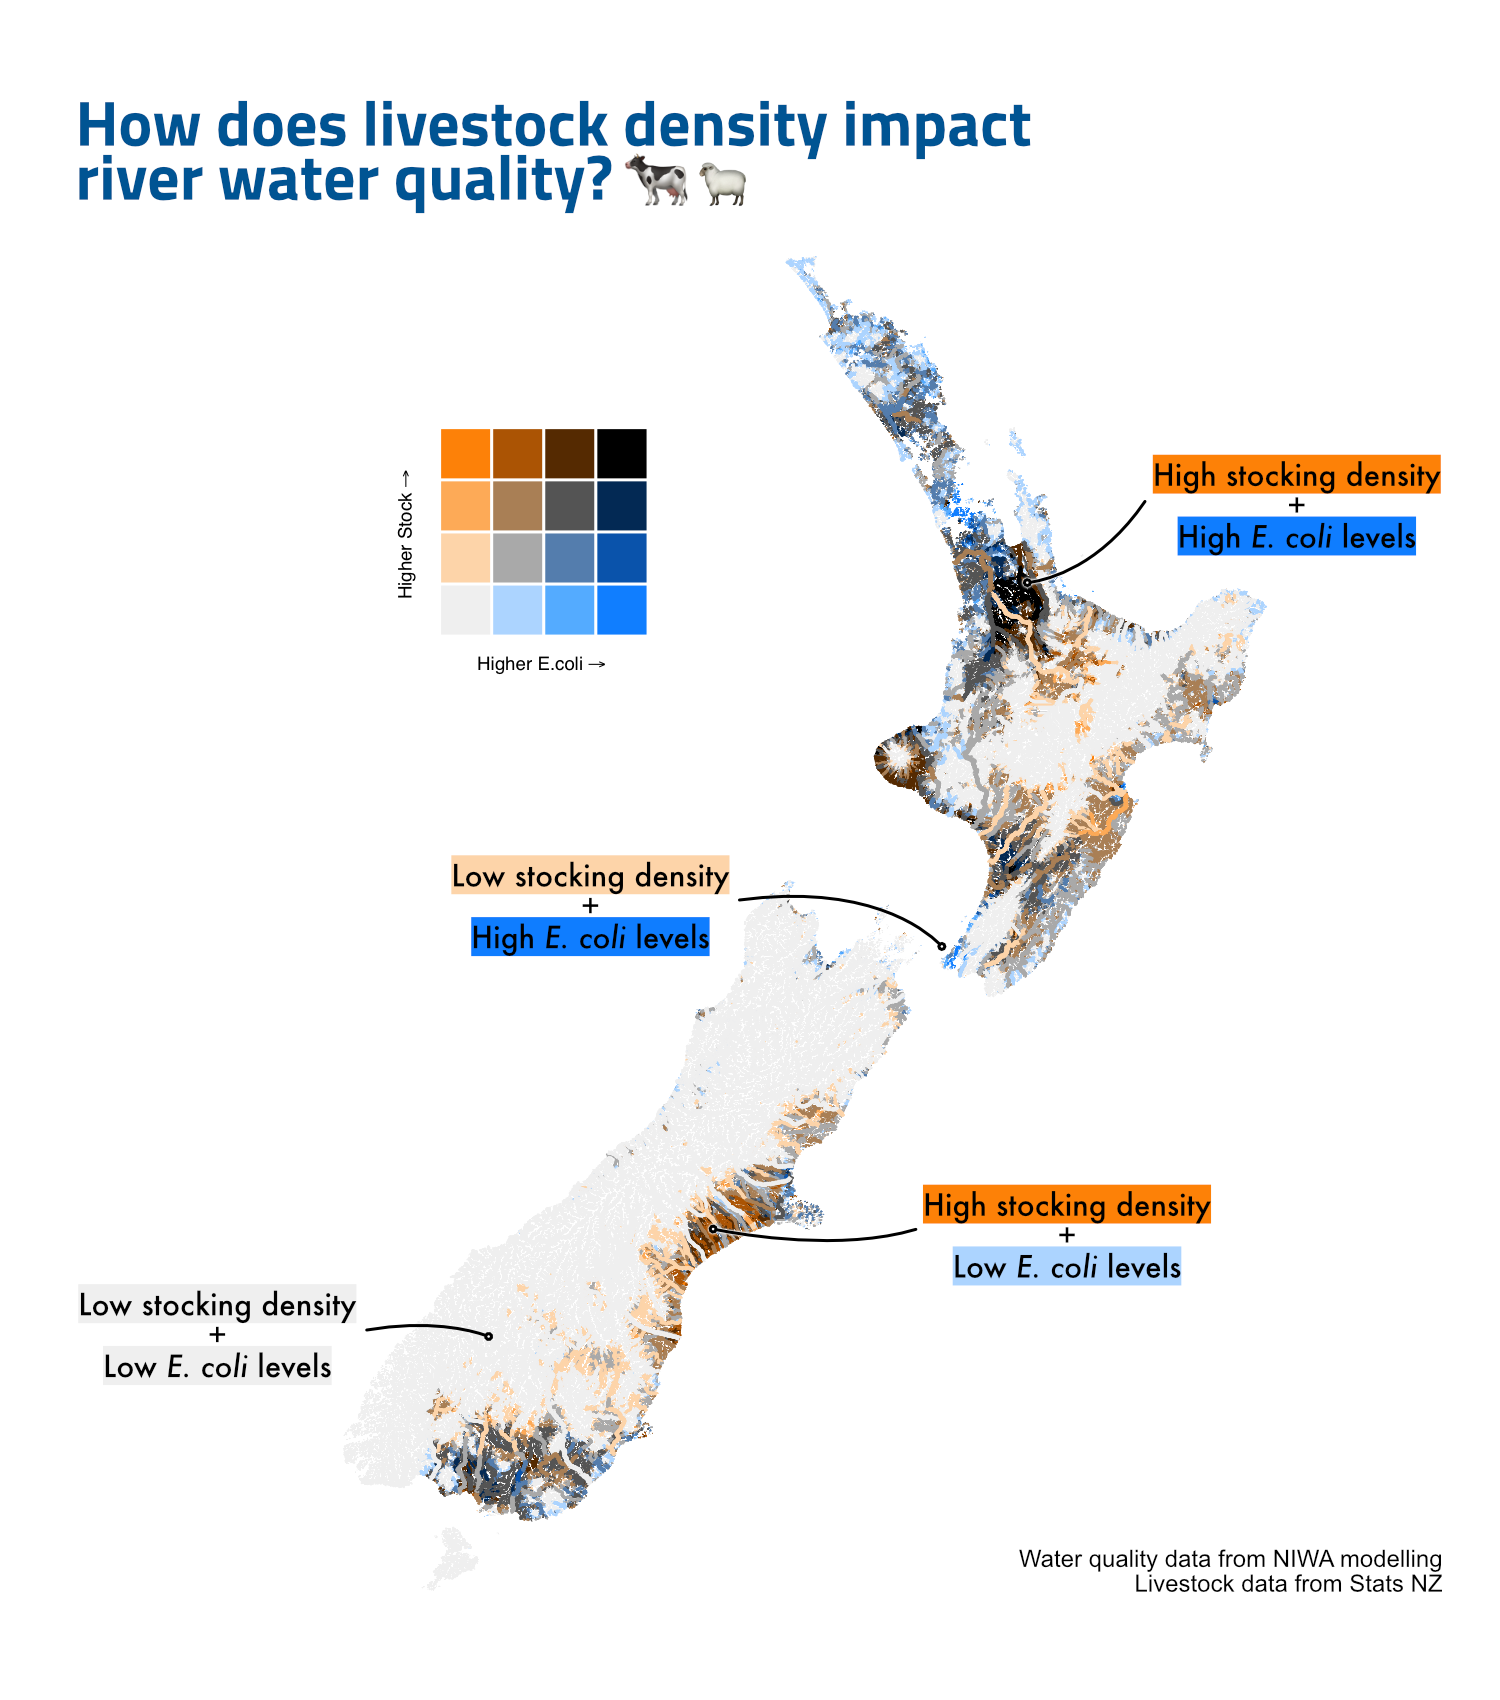 How does livestock density impact
river water quality?
Higher Stock →
Higher E.coli →
High stocking density
+
High E. coli levels
Low stocking density
+
High E. coli levels
High stocking density
+
Low E. coli levels
Low stocking density
+
Low E. coli levels
Water quality data from NIWA modelling
Livestock data from Stats NZ